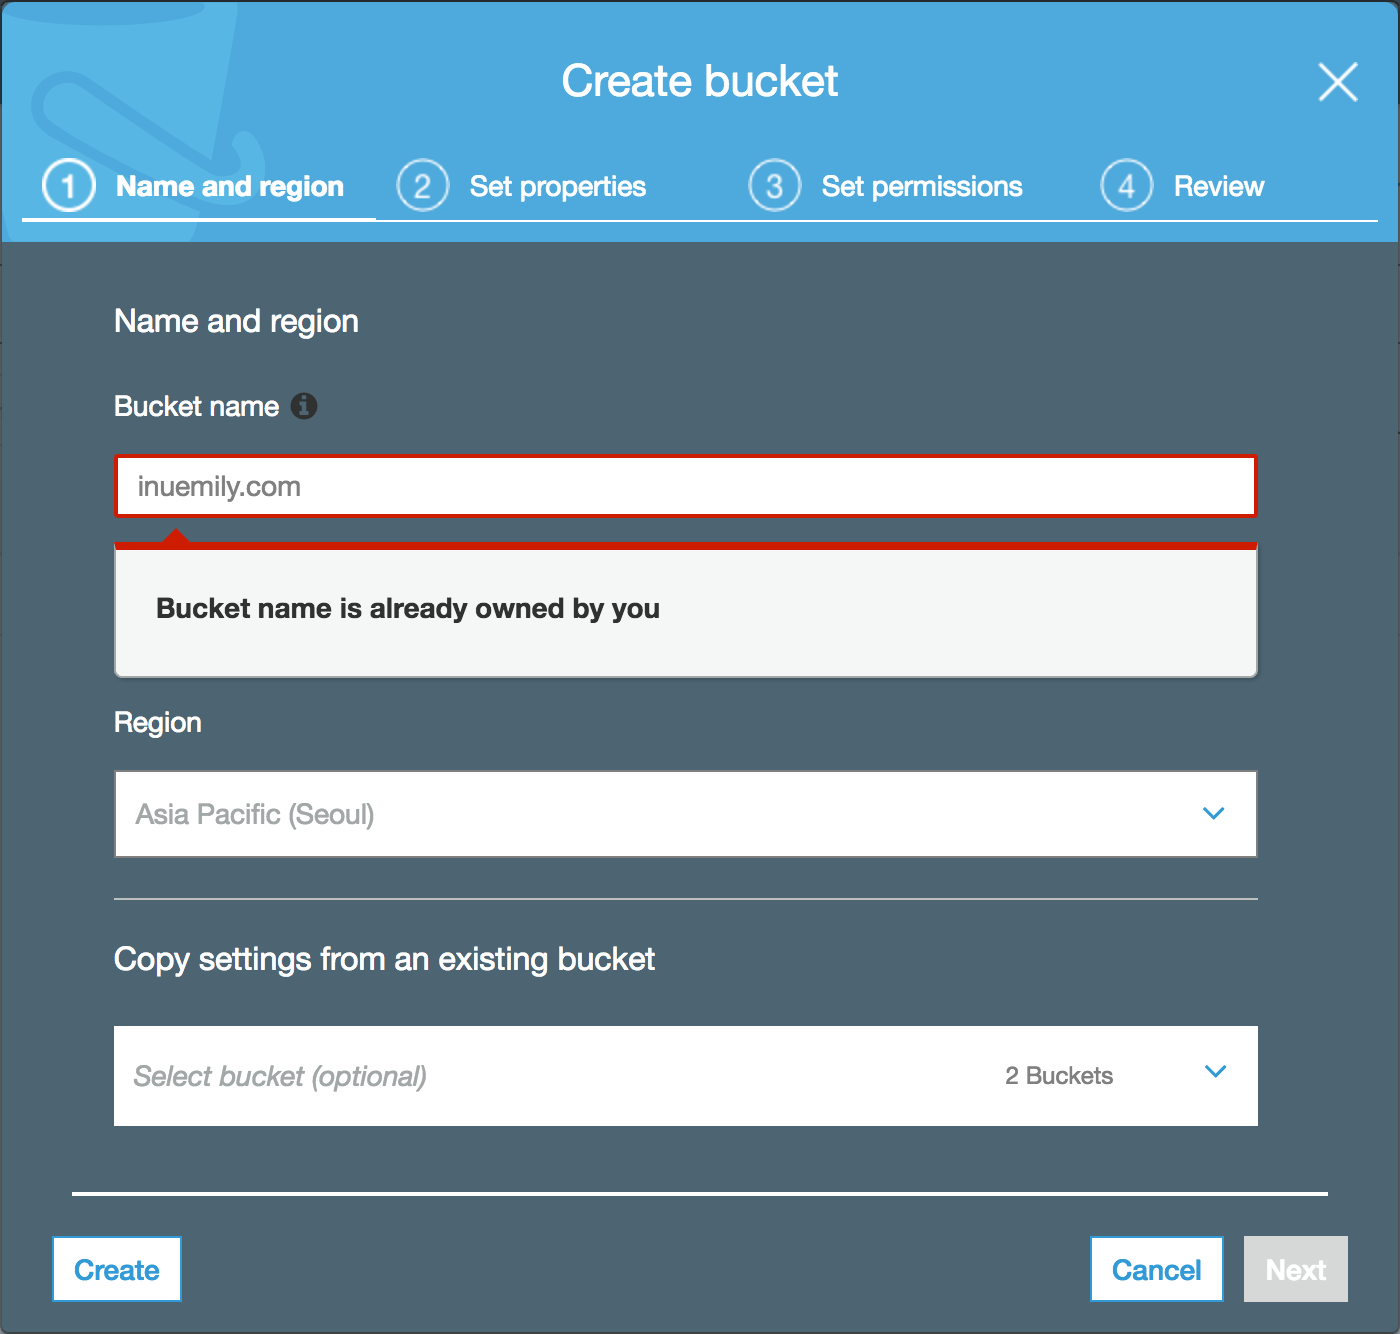 Create bucket
1 Name and region
2 Set properties
3 Set permissions
4 Review
Name and region
Bucket name
inuemily.com
Bucket name is already owned by you
Region
Asia Pacific (Seoul)
Copy settings from an existing bucket
Select bucket (optional) 2 Buckets
Create Cancel Next